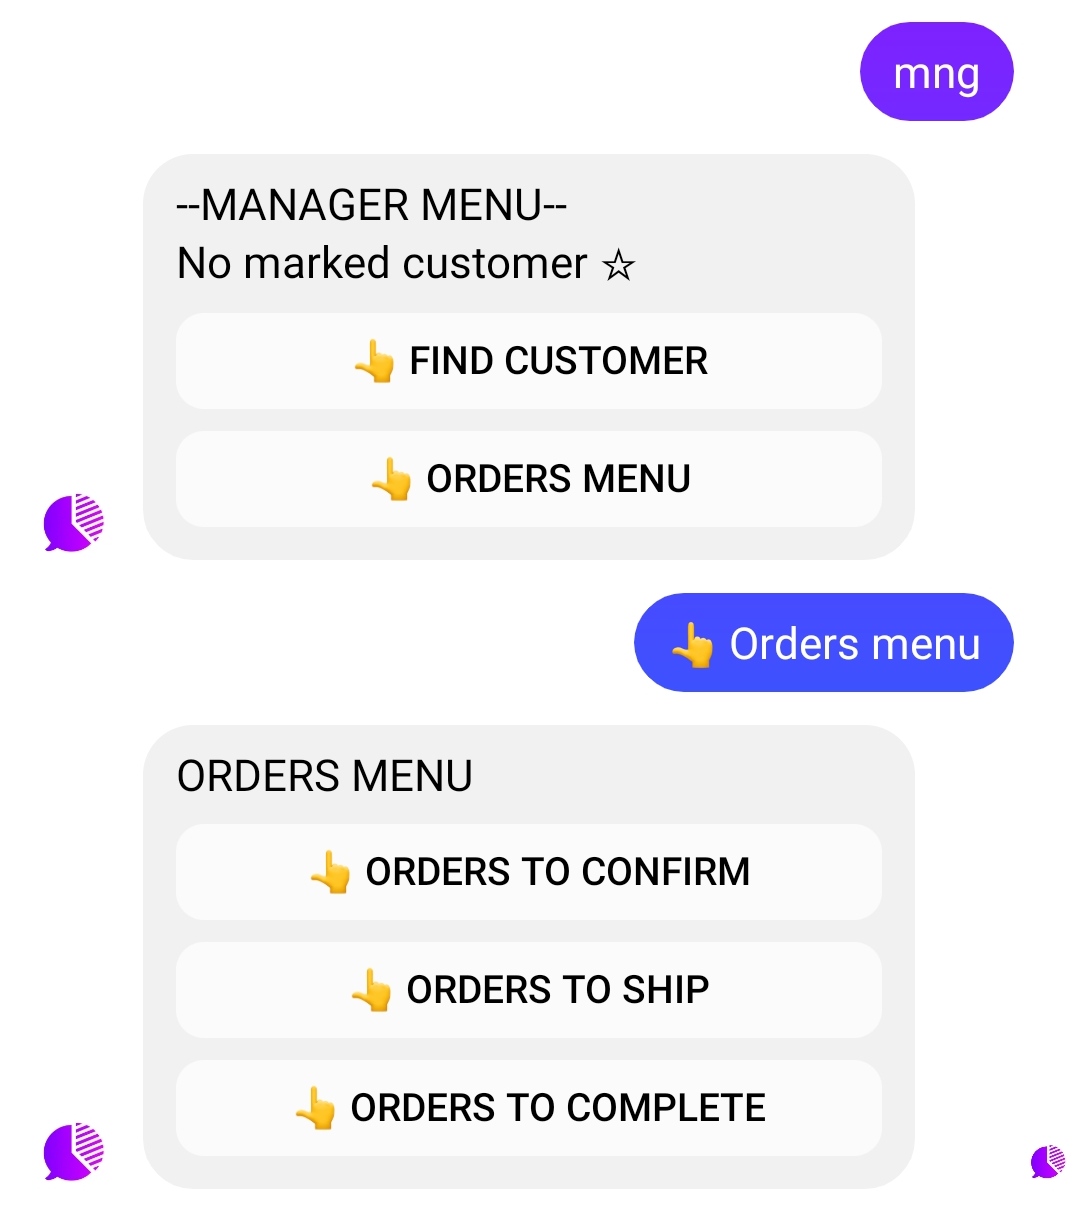 mng
--MANAGER MENU--
No marked customer ☆
👆 FIND CUSTOMER
👆 ORDERS MENU
👆 Orders menu
ORDERS MENU
👆 ORDERS TO CONFIRM
👆 ORDERS TO SHIP
👆 ORDERS TO COMPLETE